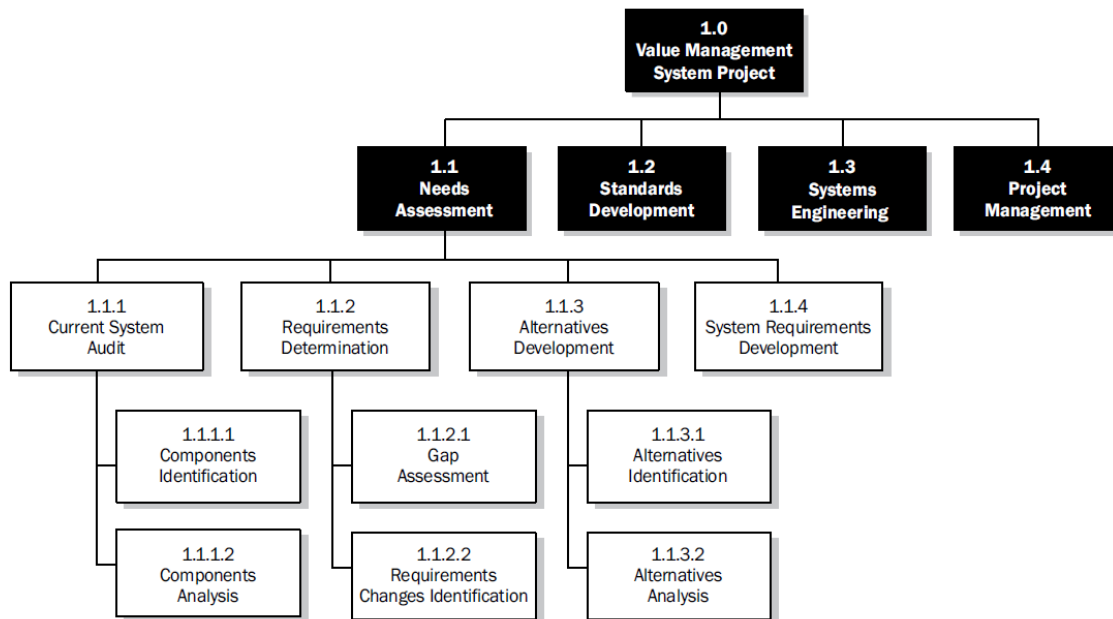 1.0
Value Management
System Project
1.1
Needs
Assessment
1.2
Standards
Development
1.3
Systems
Engineering
1.4
Project
Management
1.1.1
Current System
Audit
1.1.2
Requirements
Determination
1.1.3
Alternatives
Development
1.1.4
System Requirements
Development
1.1.1.1
Components
Identification
1.1.2.1
Gap
Assessment
1.1.3.1
Alternatives
Identification
1.1.1.2
Components
Analysis
1.1.2.2
Requirements
Changes Identification
1.1.3.2
Alternatives
Analysis